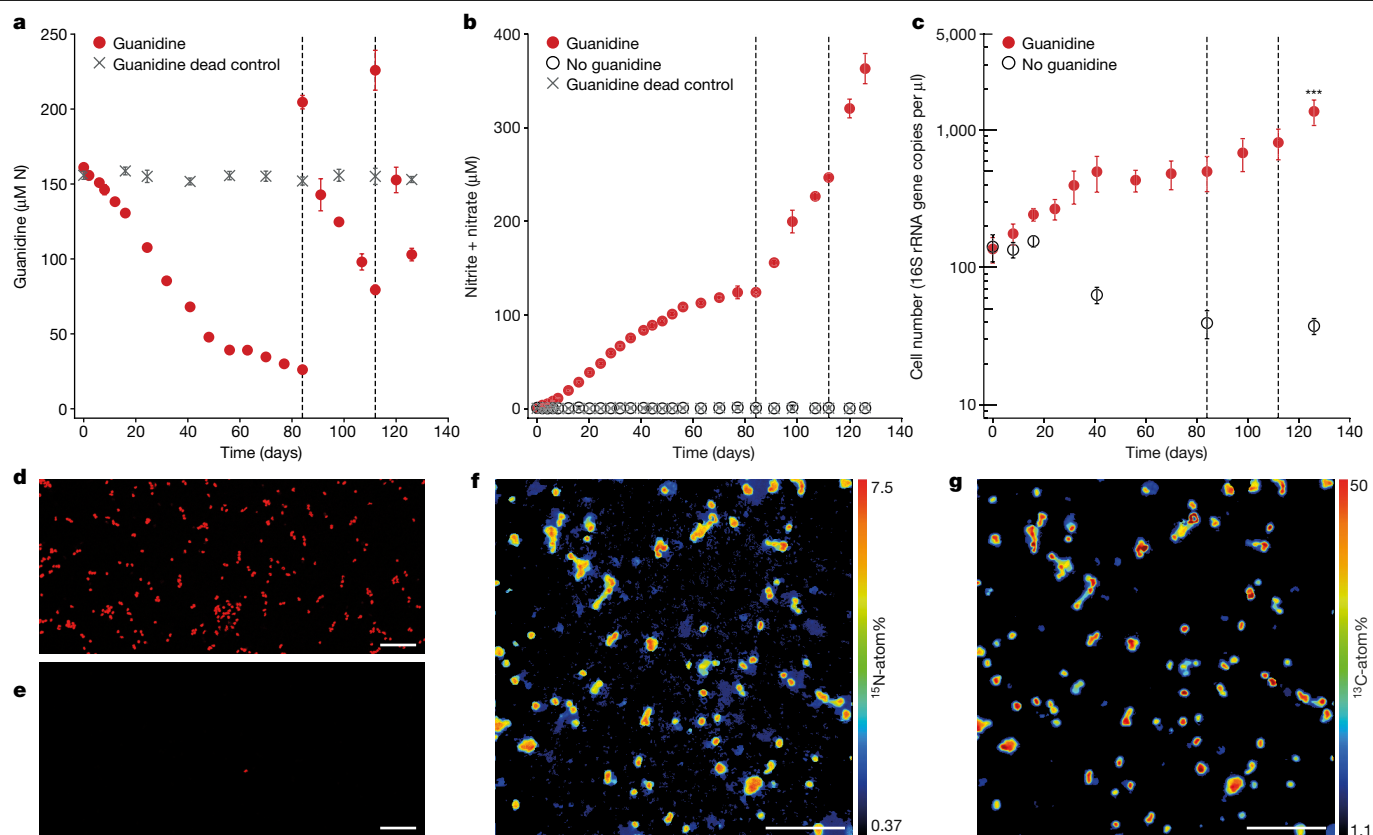 a
250
200
150
100
50
0
Guanidine (μM N)
Guanidine
Guanidine dead control
0 20 40 60 80 100 120 140
Time (days)
b
400
300
200
100
0
Nitrite + nitrate (μM)
Guanidine
No guanidine
Guanidine dead control
0 20 40 60 80 100 120 140
Time (days)
c
5,000
1,000
100
10
Cell number (16S rRNA gene copies per μl)
Guanidine
No guanidine
***
0 20 40 60 80 100 120 140
Time (days)
d
e
f
7.5
15N-atom%
0.37
g
50
13C-atom%
1.1